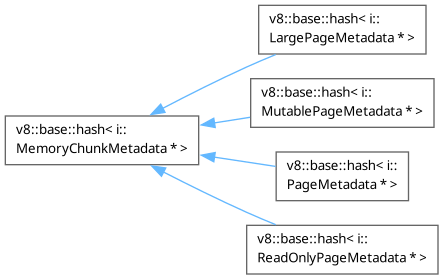 v8::base::hash< i::
LargePageMetadata * >
v8::base::hash< i::
MutablePageMetadata * >
v8::base::hash< i::
MemoryChunkMetadata * >
v8::base::hash< i::
PageMetadata * >
v8::base::hash< i::
ReadOnlyPageMetadata * >